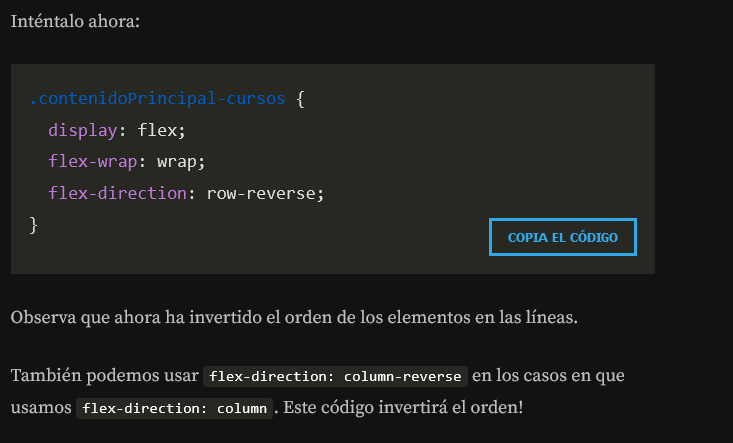 Inténtalo ahora:
.contenidoPrincipal-cursos {
  display: flex;
  flex-wrap: wrap;
  flex-direction: row-reverse;
}
COPIA EL CÓDIGO
Observa que ahora ha invertido el orden de los elementos en las líneas.
También podemos usar flex-direction: column-reverse en los casos en que
usamos flex-direction: column. Este código invertirá el orden!